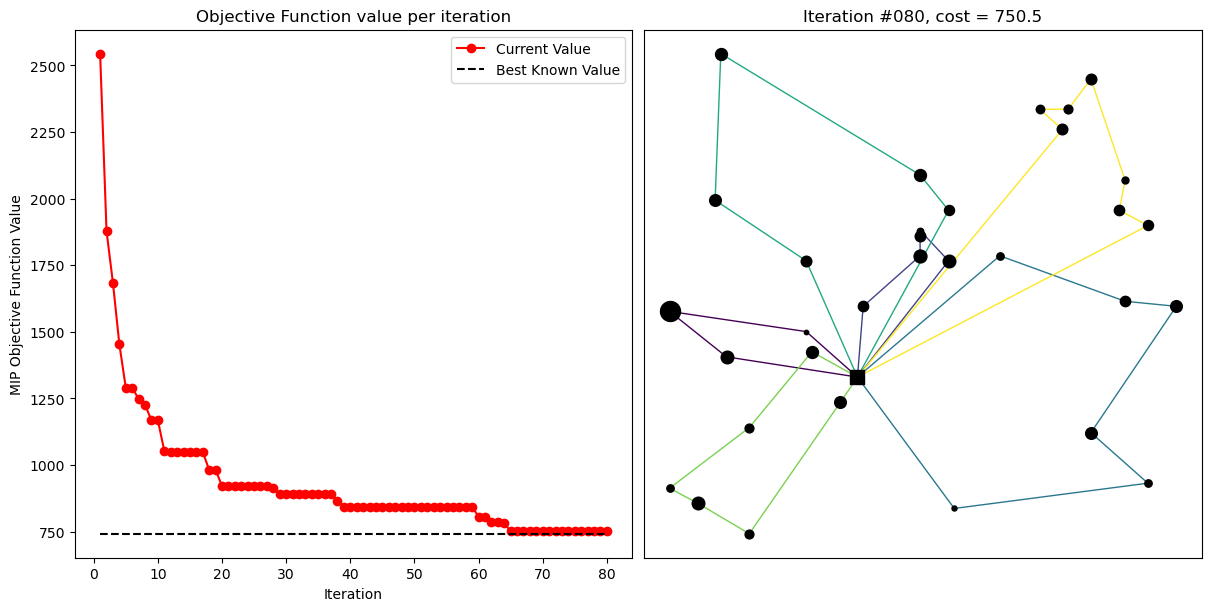 Objective Function value per iteration
Iteration #080, cost = 750.5
Current Value
Best Known Value
MIP Objective Function Value
2500
2250
2000
1750
1500
1250
1000
750
0 10 20 30 40 50 60 70 80
Iteration